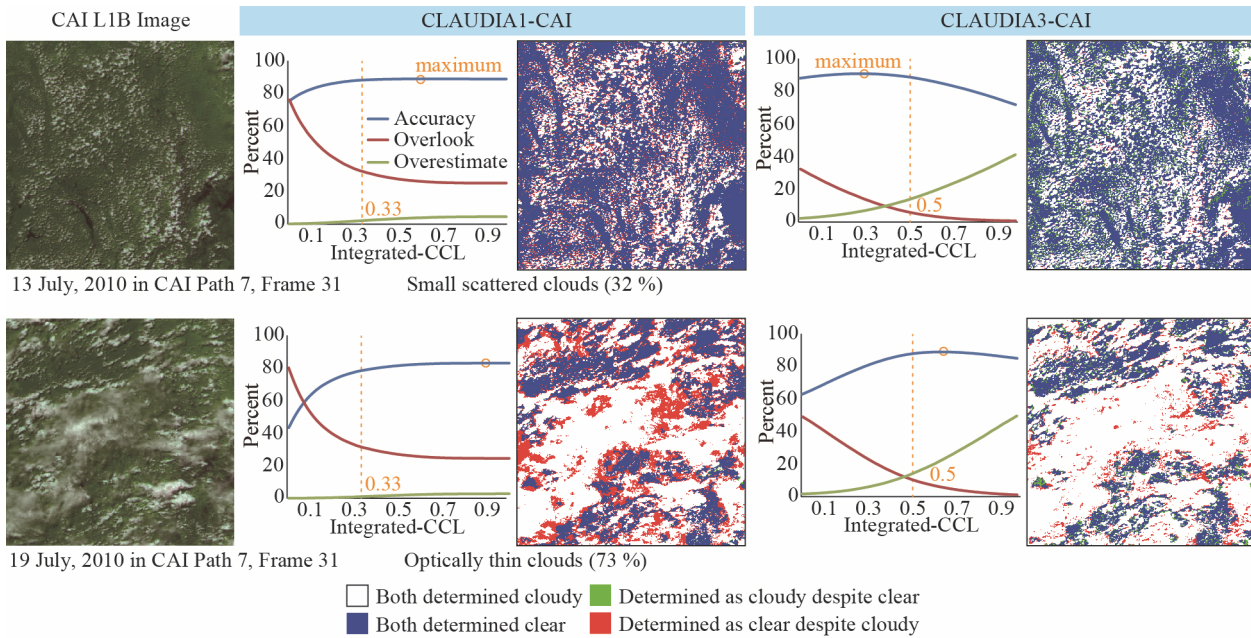 CAI L1B Image
CLAUDIA1-CAI
CLAUDIA3-CAI
100
80
60
40
20
0
Percent
maximum
Accuracy
Overlook
Overestimate
0.33
0.1 0.3 0.5 0.7 0.9
Integrated-CCL
100
80
60
40
20
0
Percent
maximum
0.5
0.1 0.3 0.5 0.7 0.9
Integrated-CCL
13 July, 2010 in CAI Path 7, Frame 31
Small scattered clouds (32 %)
100
80
60
40
20
0
Percent
0.33
0.1 0.3 0.5 0.7 0.9
Integrated-CCL
100
80
60
40
20
0
Percent
0.5
0.1 0.3 0.5 0.7 0.9
Integrated-CCL
19 July, 2010 in CAI Path 7, Frame 31
Optically thin clouds (73 %)
Both determined cloudy
Determined as cloudy despite clear
Both determined clear
Determined as clear despite cloudy